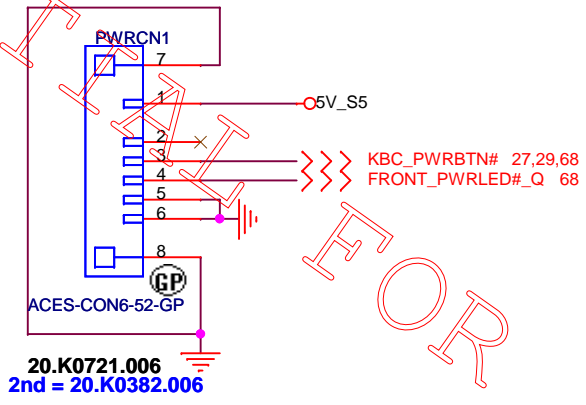 PWRCN1
7
1
5V_S5
2
3
KBC_PWRBTN# 27,29,68
4
FRONT_PWRLED#_Q 68
5
6
8
GP
ACES-CON6-52-GP
20.K0721.006
2nd = 20.K0382.006
TIAL
FOR